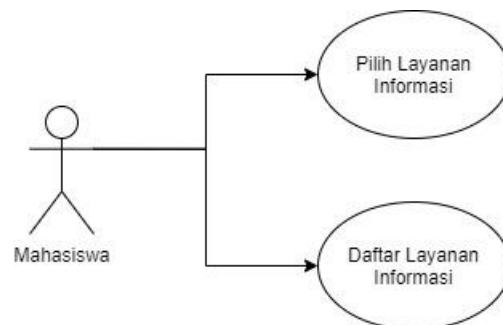 Pilih Layanan
Informasi
Mahasiswa
Daftar Layanan
Informasi